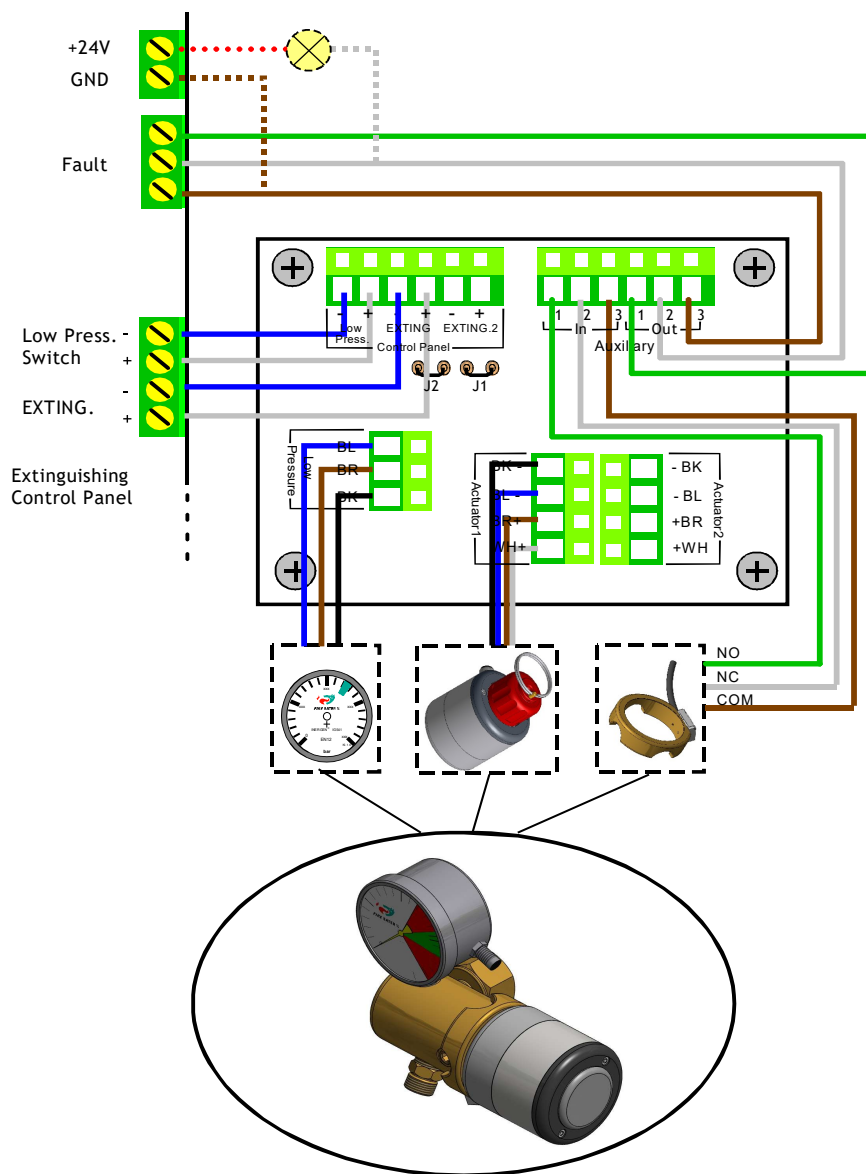 +24V
GND
Fault
Low Press. -
Switch +
-
EXTING. +
Extinguishing
Control Panel
- + - + - +
Low EXTING EXTING.2
Press.
Control Panel
J2 J1
1 2 3 1 2 3
In Out
Auxiliary
BL
BR
BK
Low
Pressure
BK -
BL -
BR+
WH+
Actuator1
- BK
- BL
+BR
+WH
Actuator2
NO
NC
COM
bar